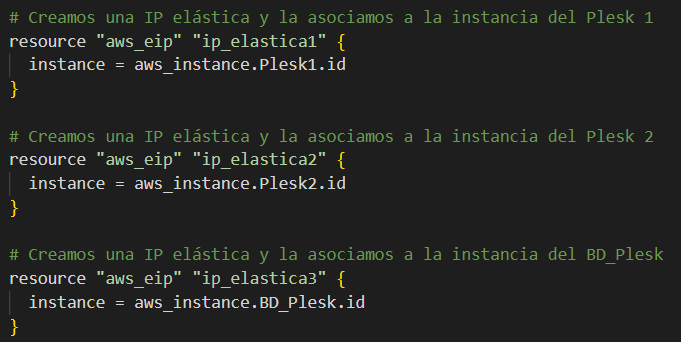 # Creamos una IP elástica y la asociamos a la instancia del Plesk 1
resource "aws_eip" "ip_elastica1" {
  instance = aws_instance.Plesk1.id
}

# Creamos una IP elástica y la asociamos a la instancia del Plesk 2
resource "aws_eip" "ip_elastica2" {
  instance = aws_instance.Plesk2.id
}

# Creamos una IP elástica y la asociamos a la instancia del BD_Plesk
resource "aws_eip" "ip_elastica3" {
  instance = aws_instance.BD_Plesk.id
}